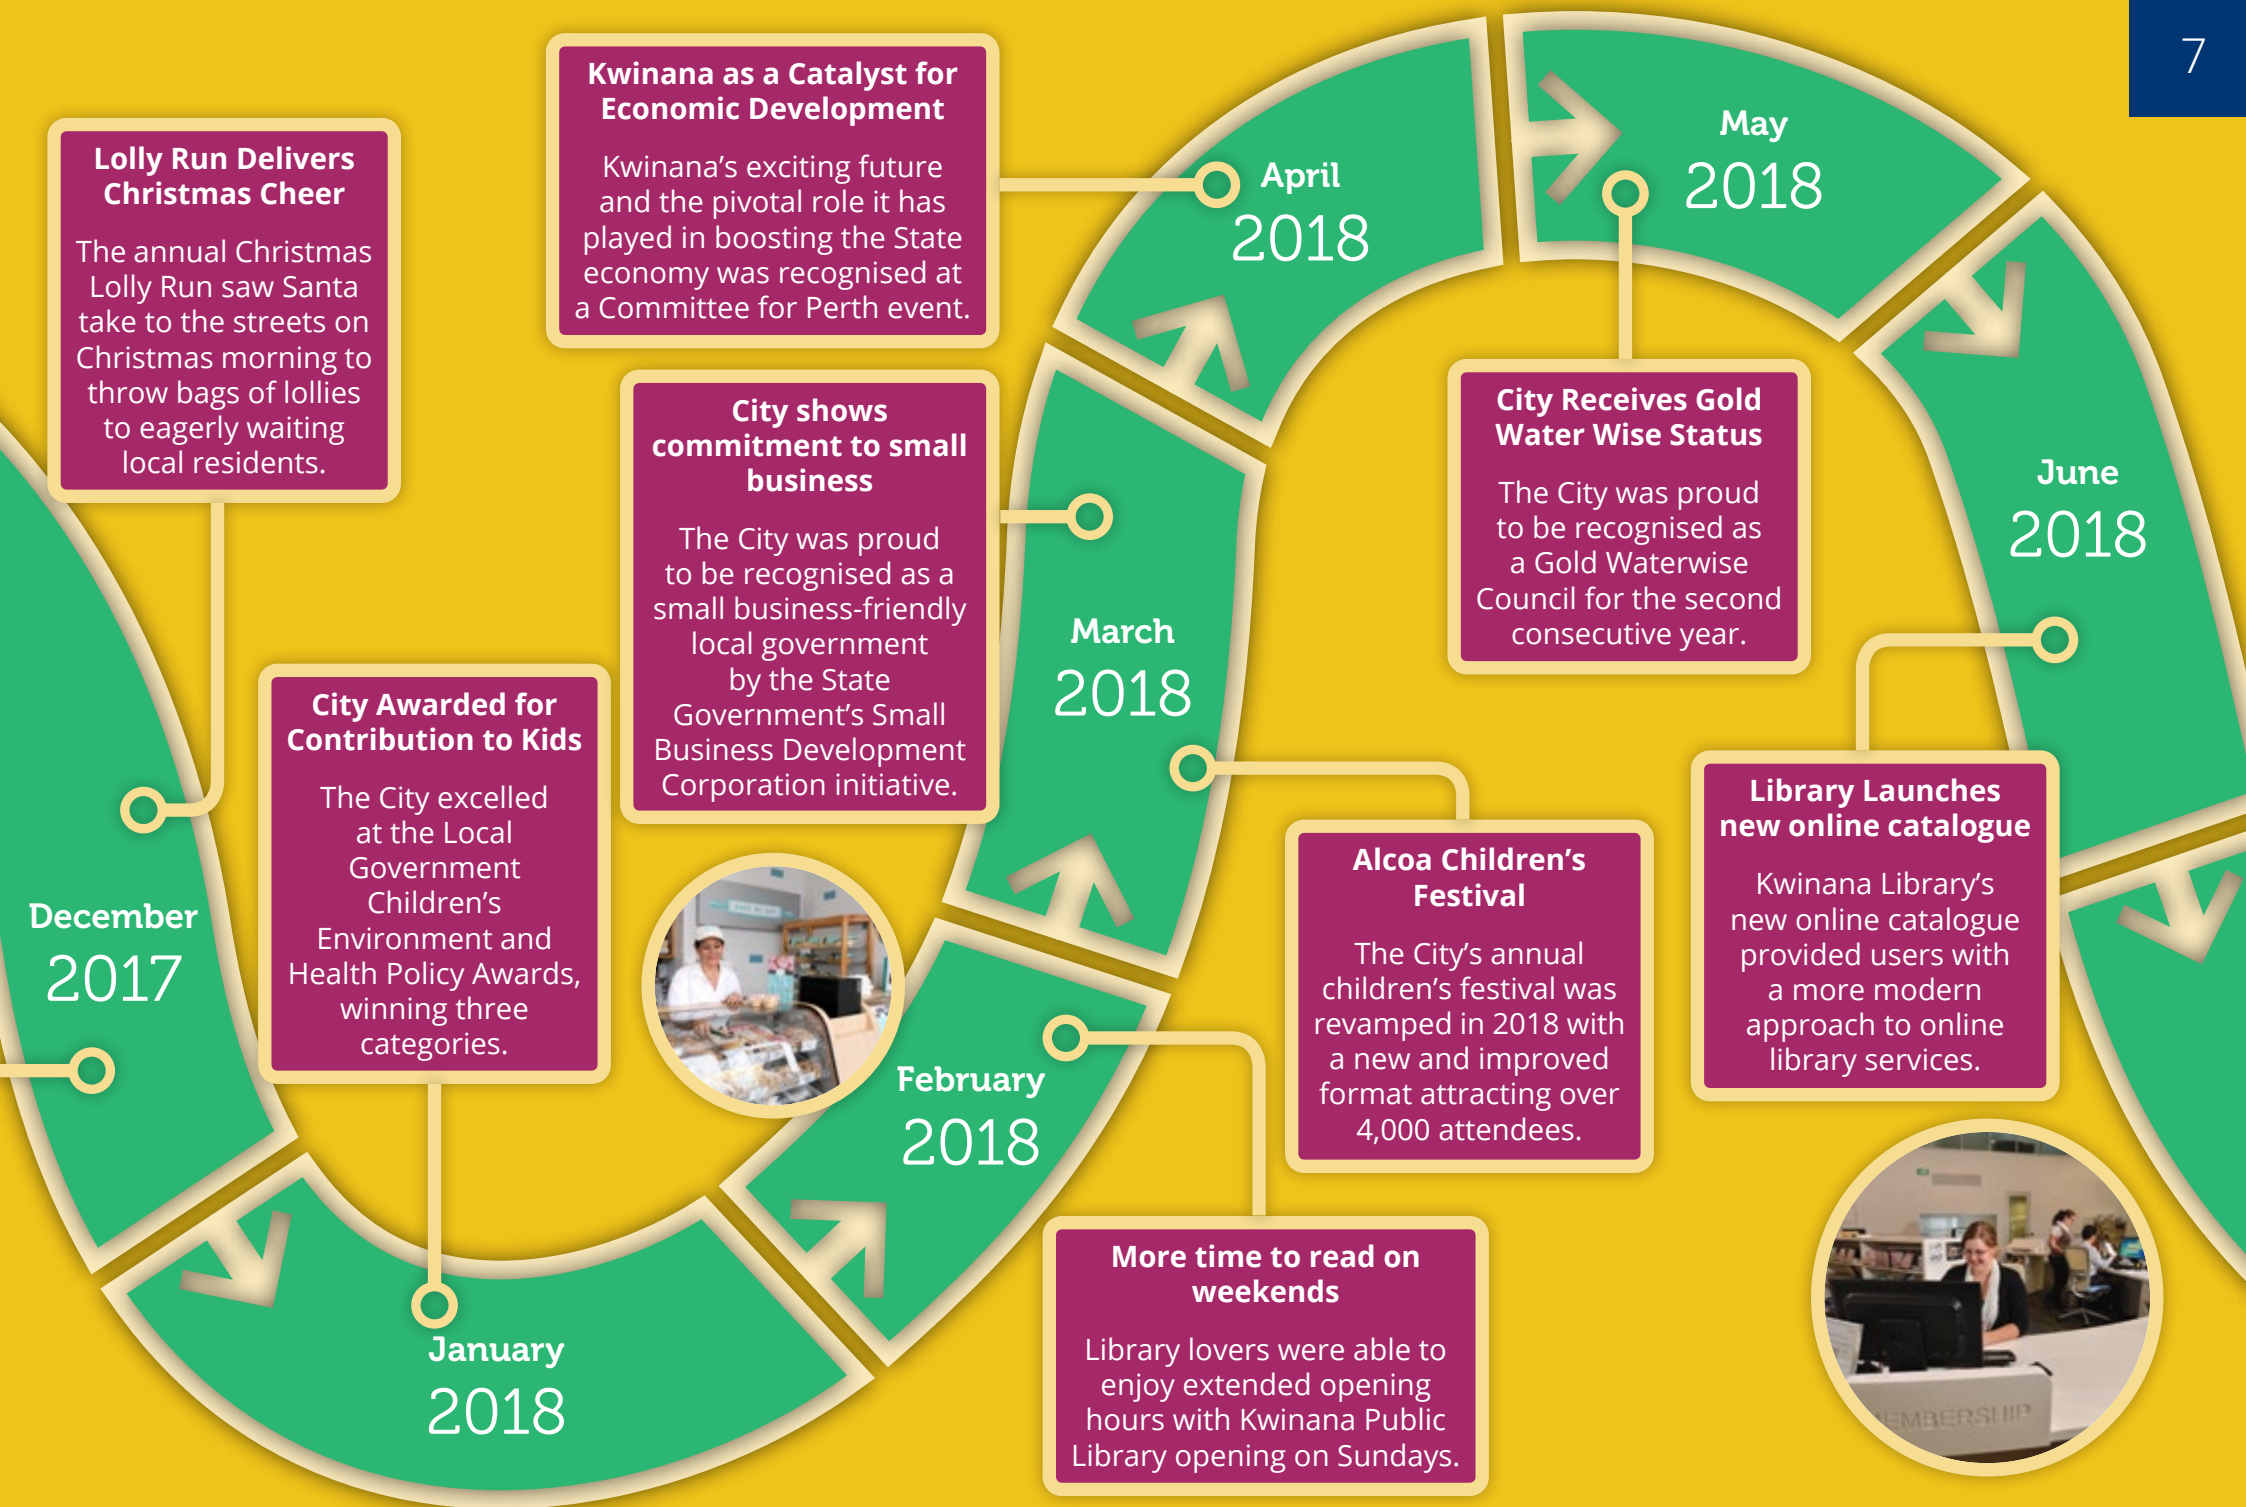 7
Lolly Run Delivers
Christmas Cheer
The annual Christmas
Lolly Run saw Santa
take to the streets on
Christmas morning to
throw bags of lollies
to eagerly waiting
local residents.
December
2017
City Awarded for
Contribution to Kids
The City excelled
at the Local
Government
Children’s
Environment and
Health Policy Awards,
winning three
categories.
January
2018
February
2018
More time to read on
weekends
Library lovers were able to
enjoy extended opening
hours with Kwinana Public
Library opening on Sundays.
City shows
commitment to small
business
The City was proud
to be recognised as a
small business-friendly
local government
by the State
Government’s Small
Business Development
Corporation initiative.
March
2018
Alcoa Children’s
Festival
The City’s annual
children’s festival was
revamped in 2018 with
a new and improved
format attracting over
4,000 attendees.
Kwinana as a Catalyst for
Economic Development
Kwinana’s exciting future
and the pivotal role it has
played in boosting the State
economy was recognised at
a Committee for Perth event.
April
2018
May
2018
City Receives Gold
Water Wise Status
The City was proud
to be recognised as
a Gold Waterwise
Council for the second
consecutive year.
June
2018
Library Launches
new online catalogue
Kwinana Library’s
new online catalogue
provided users with
a more modern
approach to online
library services.
EMBERSHIP